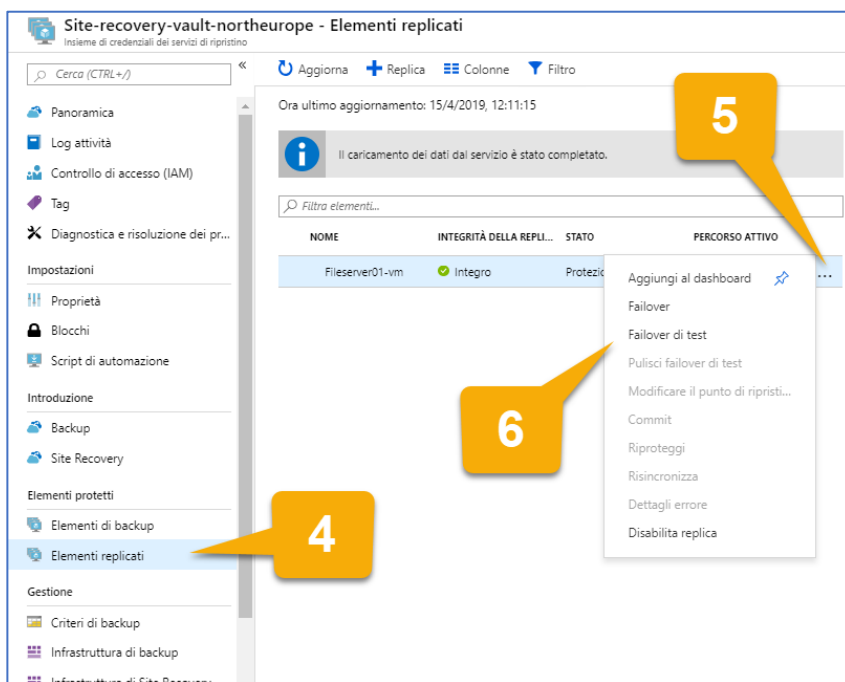 Site-recovery-vault-northeurope - Elementi replicati
Insieme di credenziali dei servizi di ripristino
Cerca (CTRL+/)
«
Panoramica
Log attività
Controllo di accesso (IAM)
Tag
Diagnostica e risoluzione dei pr...
Impostazioni
Proprietà
Blocchi
Script di automazione
Introduzione
Backup
Site Recovery
Elementi protetti
Elementi di backup
Elementi replicati
Gestione
Criteri di backup
Infrastruttura di backup
Infrastruttura di Site Recovery
4
Aggiorna Replica Colonne Filtro
Ora ultimo aggiornamento: 15/4/2019, 12:11:15
5
Il caricamento dei dati dal servizio è stato completato.
Filtra elementi...
NOME INTEGRITÀ DELLA REPLI... STATO PERCORSO ATTIVO
Fileserver01-vm Integro ...
Aggiungi al dashboard
Failover
Failover di test
Pulisci failover di test
Modificare il punto di ripristi...
Commit
Riproteggi
Risincronizza
Dettagli errore
Disabilita replica
6